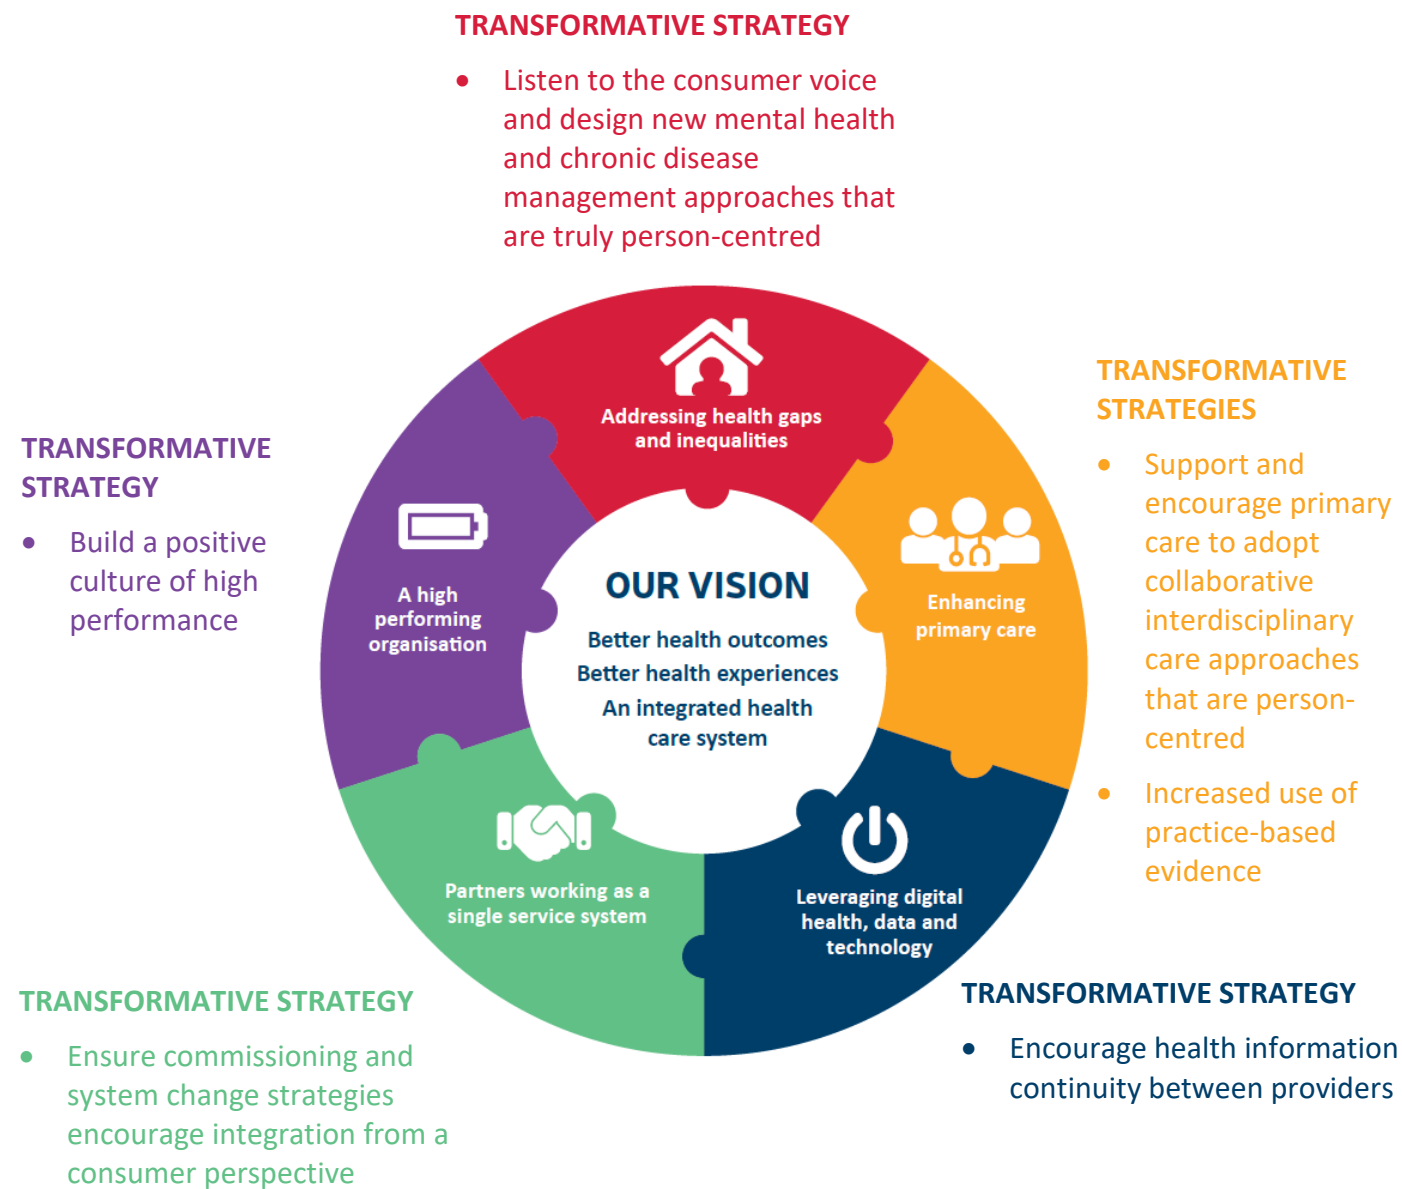 TRANSFORMATIVE STRATEGY
• Listen to the consumer voice
and design new mental health
and chronic disease
management approaches that
are truly person-centred
Addressing health gaps
and inequalities
TRANSFORMATIVE
STRATEGIES
• Support and
encourage primary
care to adopt
collaborative
interdisciplinary
care approaches
that are person-
centred
• Increased use of
practice-based
evidence
TRANSFORMATIVE
STRATEGY
• Build a positive
culture of high
performance
A high
performing
organisation
OUR VISION
Better health outcomes
Better health experiences
An integrated health
care system
Enhancing
primary care
Partners working as a
single service system
Leveraging digital
health, data and
technology
TRANSFORMATIVE STRATEGY
• Ensure commissioning and
system change strategies
encourage integration from a
consumer perspective
TRANSFORMATIVE STRATEGY
• Encourage health information
continuity between providers